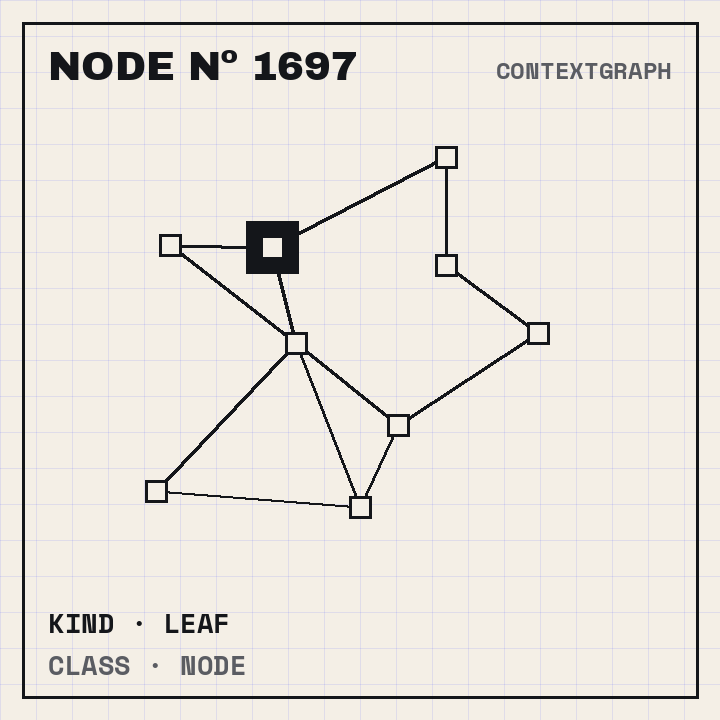 NODE Nº 1697
CONTEXTGRAPH
KIND · LEAF
CLASS · NODE